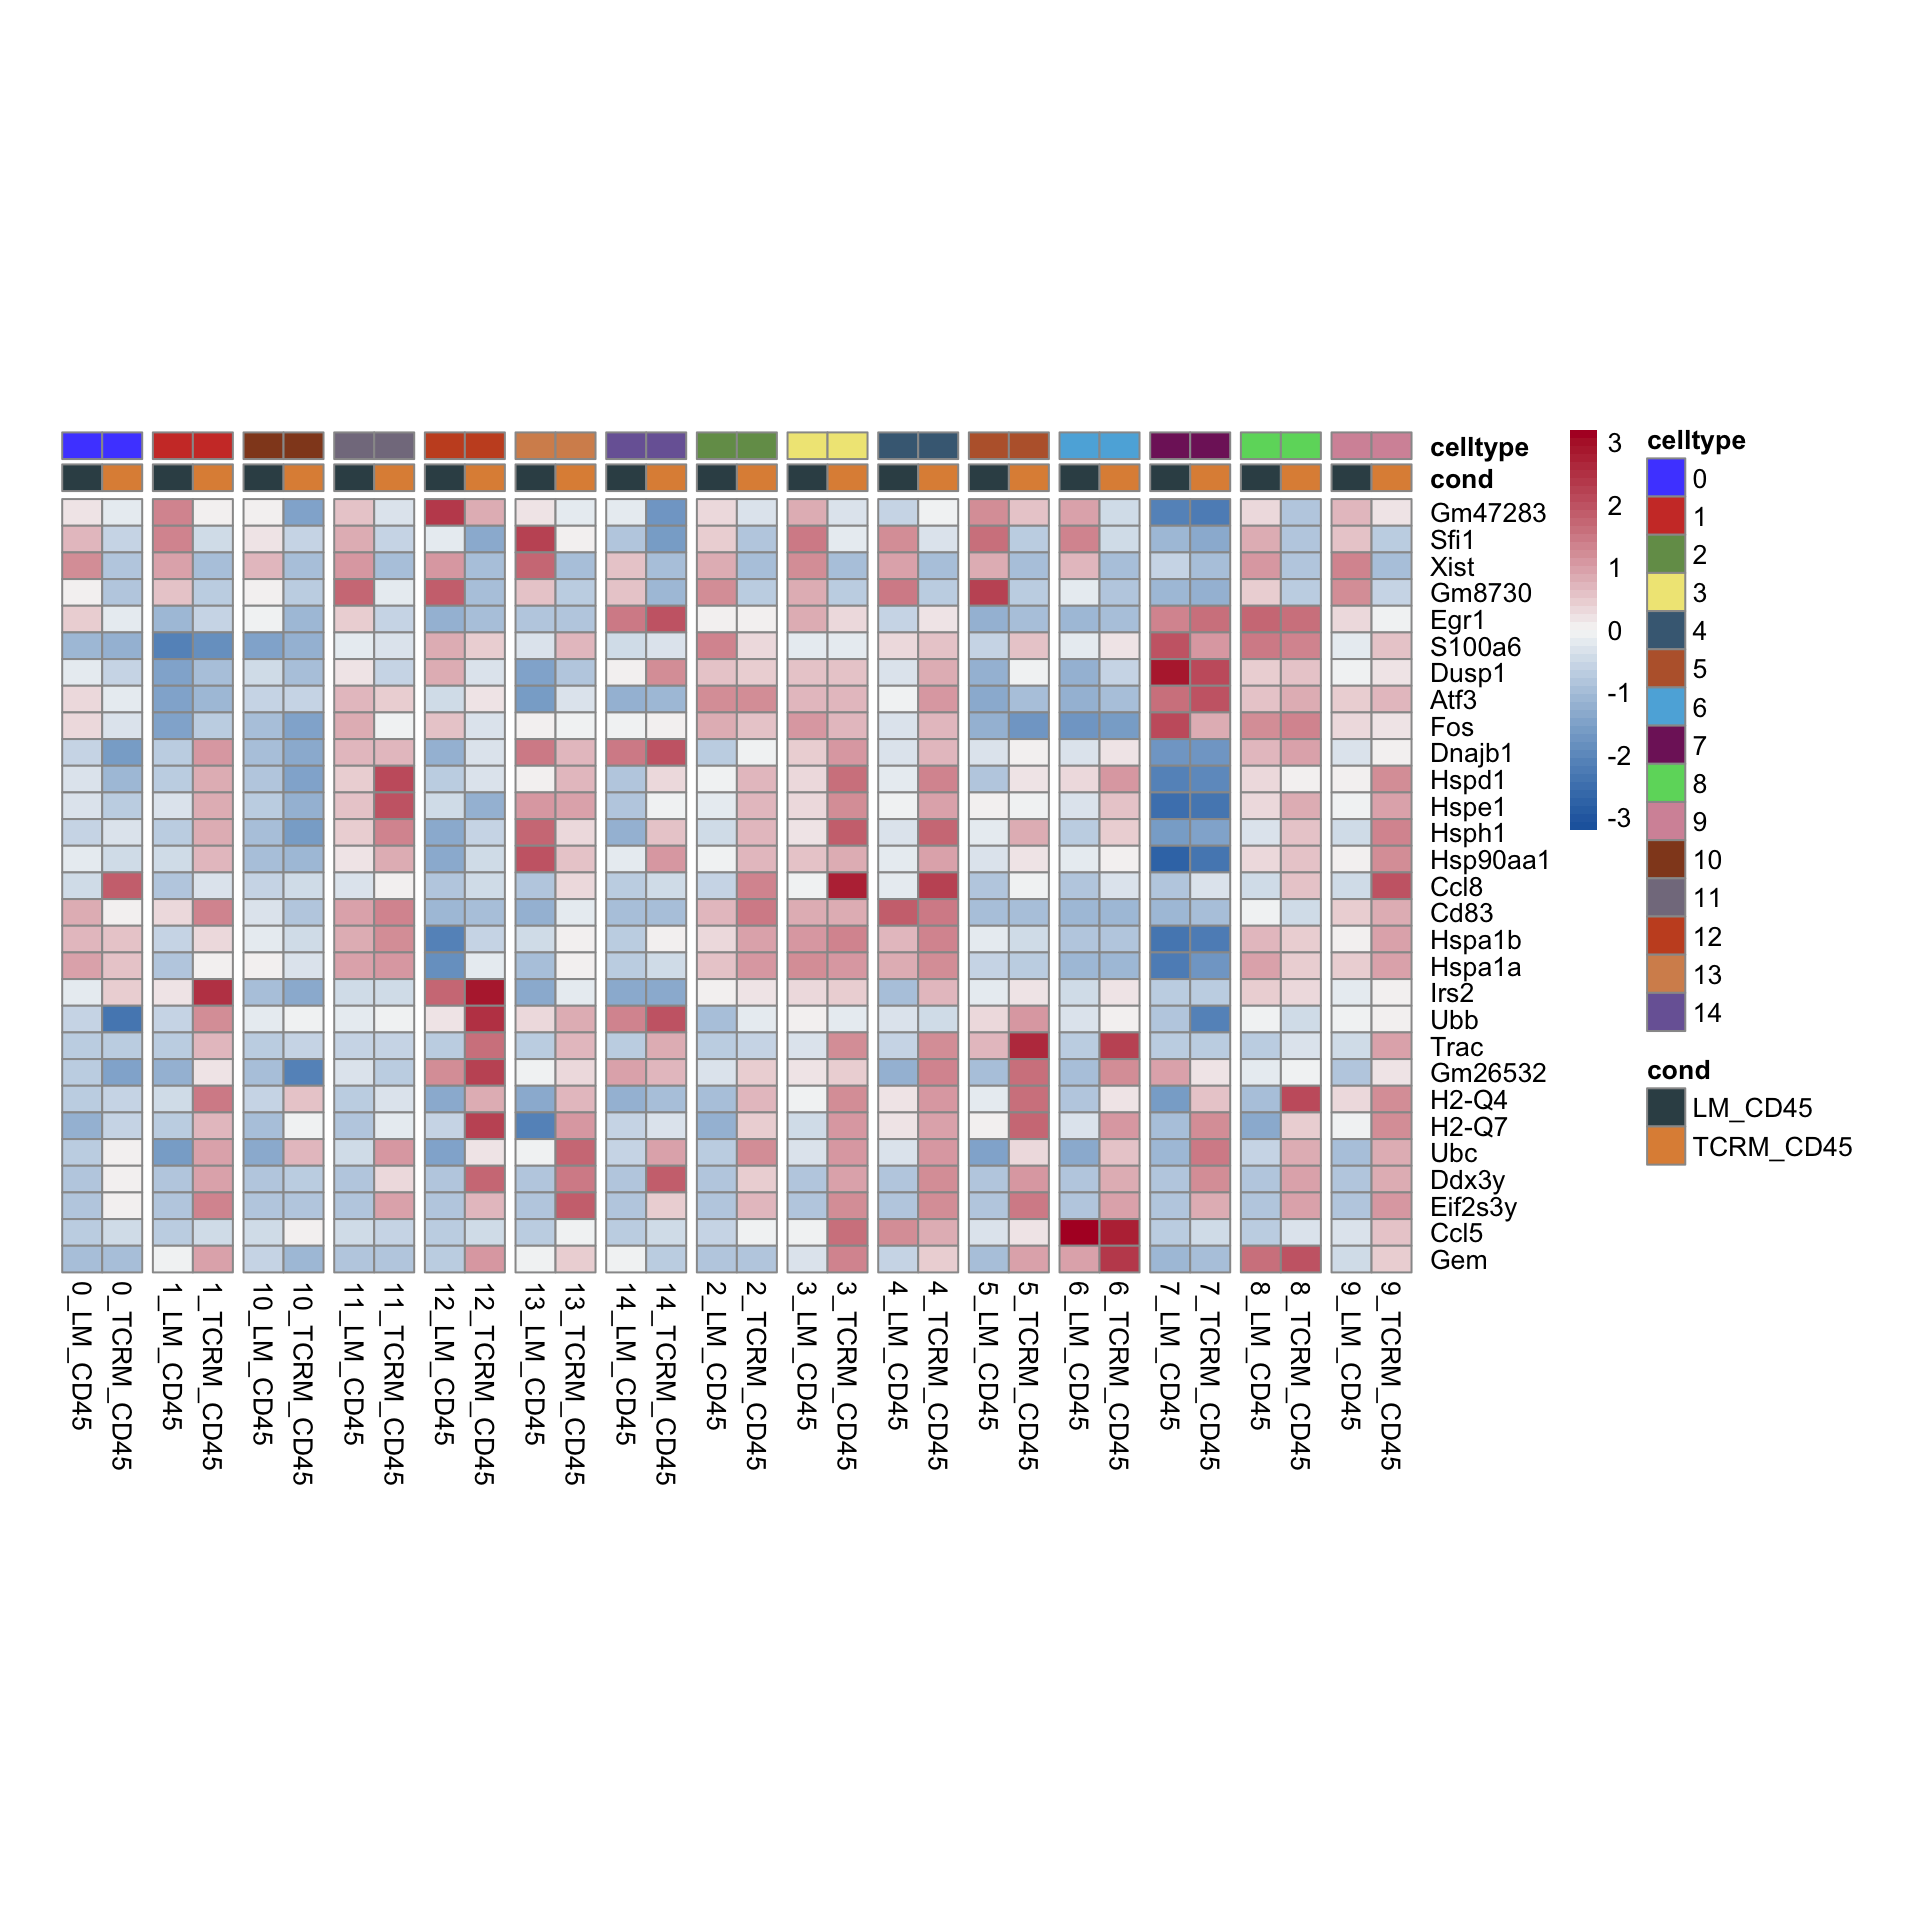 celltype
cond
Gm47283
Sfi1
Xist
Gm8730
Egr1
S100a6
Dusp1
Atf3
Fos
Dnajb1
Hspd1
Hspe1
Hsph1
Hsp90aa1
Ccl8
Cd83
Hspa1b
Hspa1a
Irs2
Ubb
Trac
Gm26532
H2-Q4
H2-Q7
Ubc
Ddx3y
Eif2s3y
Ccl5
Gem
0_LM_CD45
0_TCRM_CD45
1_LM_CD45
1_TCRM_CD45
10_LM_CD45
10_TCRM_CD45
11_LM_CD45
11_TCRM_CD45
12_LM_CD45
12_TCRM_CD45
13_LM_CD45
13_TCRM_CD45
14_LM_CD45
14_TCRM_CD45
2_LM_CD45
2_TCRM_CD45
3_LM_CD45
3_TCRM_CD45
4_LM_CD45
4_TCRM_CD45
5_LM_CD45
5_TCRM_CD45
6_LM_CD45
6_TCRM_CD45
7_LM_CD45
7_TCRM_CD45
8_LM_CD45
8_TCRM_CD45
9_LM_CD45
9_TCRM_CD45
3
2
1
0
-1
-2
-3
celltype
0
1
2
3
4
5
6
7
8
9
10
11
12
13
14
cond
LM_CD45
TCRM_CD45